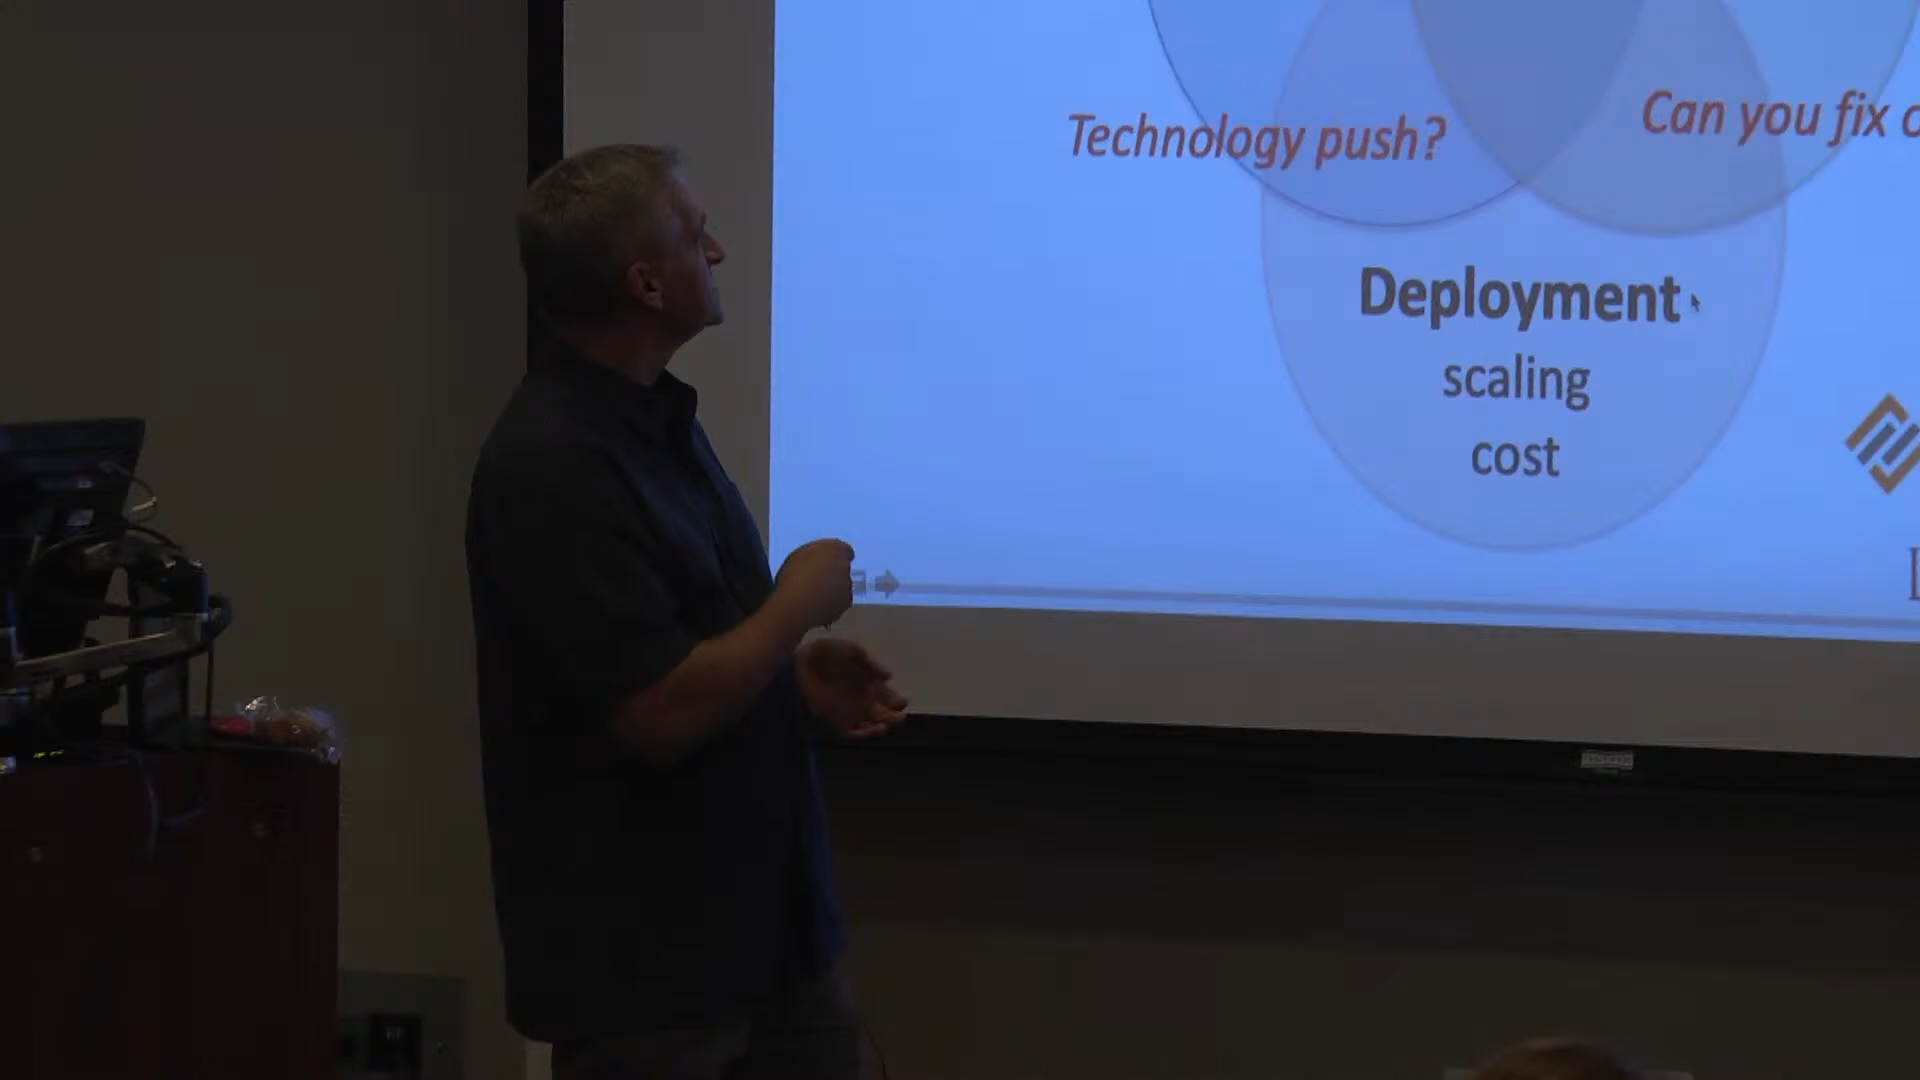 Technology push?
Can you fix
Deployment
scaling
cost